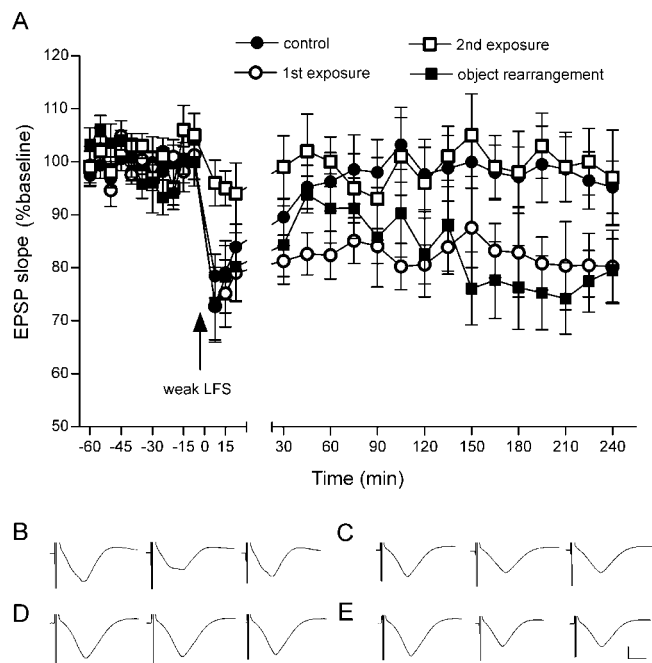 A
control
2nd exposure
1st exposure
object rearrangement
EPSP slope (%baseline)
120
110
100
90
80
70
60
50
weak LFS
-60 -45 -30 -15 0 15 30 60 90 120 150 180 210 240
Time (min)
B
C
D
E